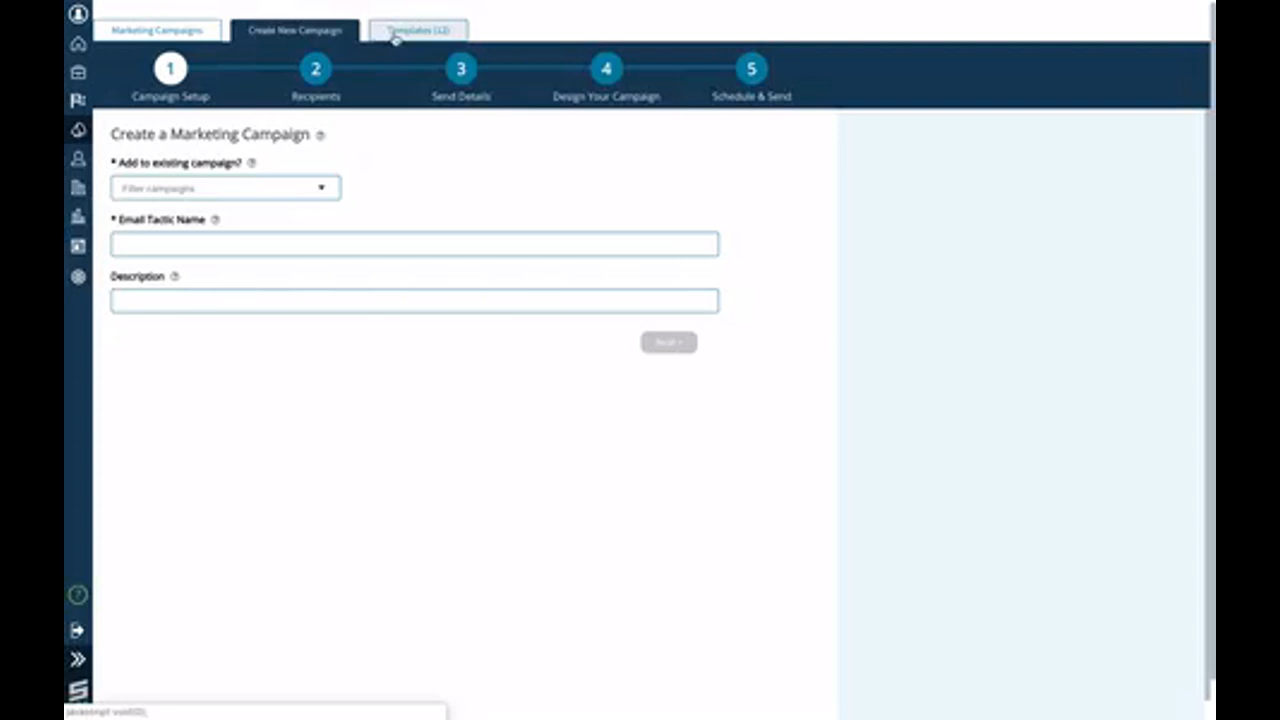 Marketing Campaigns
Create New Campaign
Templates (12)
1
2
3
4
5
Campaign Setup
Recipients
Send Details
Design Your Campaign
Schedule & Send
Create a Marketing Campaign ?
* Add to existing campaign? ?
Filter campaigns
* Email Tactic Name ?
Description ?
Next >
?
javascript:void(0);